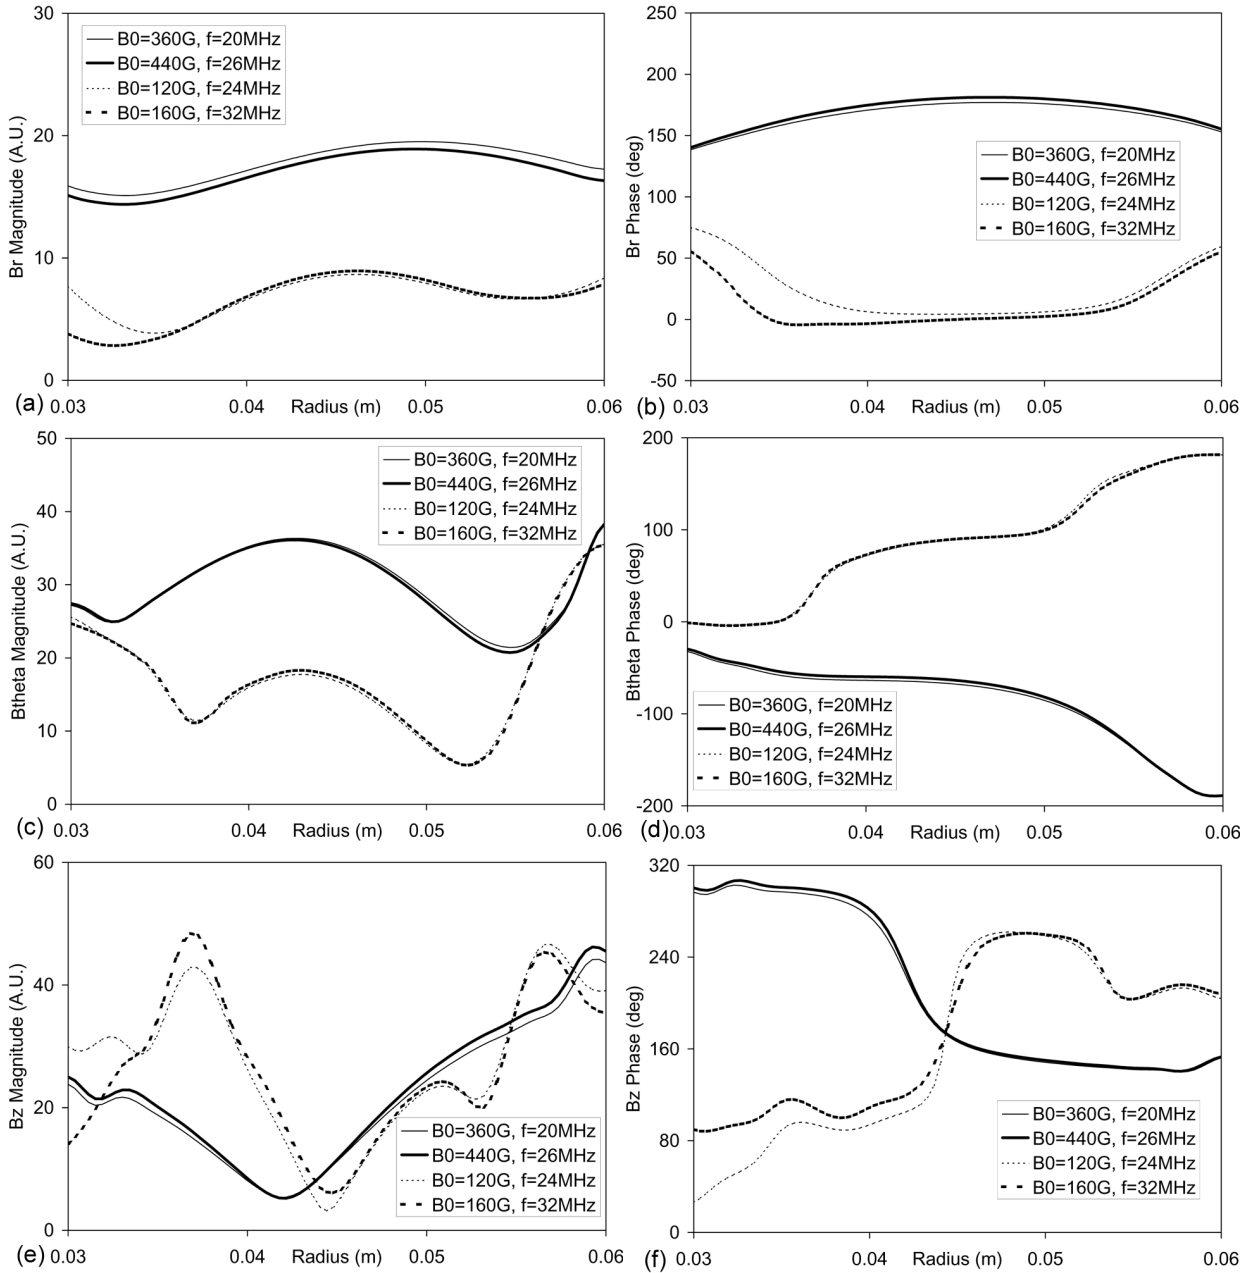 30
20
10
0
Br Magnitude (A.U.)
B0=360G, f=20MHz
B0=440G, f=26MHz
B0=120G, f=24MHz
B0=160G, f=32MHz
(a) 0.03 0.04 Radius (m) 0.05 0.06
250
200
150
100
50
0
-50
Br Phase (deg)
B0=360G, f=20MHz
B0=440G, f=26MHz
B0=120G, f=24MHz
B0=160G, f=32MHz
(b) 0.03 0.04 Radius (m) 0.05 0.06
50
40
30
20
10
0
Btheta Magnitude (A.U.)
B0=360G, f=20MHz
B0=440G, f=26MHz
B0=120G, f=24MHz
B0=160G, f=32MHz
(c) 0.03 0.04 Radius (m) 0.05 0.06
200
100
0
-100
-200
Btheta Phase (deg)
B0=360G, f=20MHz
B0=440G, f=26MHz
B0=120G, f=24MHz
B0=160G, f=32MHz
(d) 0.03 0.04 Radius (m) 0.05 0.06
60
40
20
0
Bz Magnitude (A.U.)
B0=360G, f=20MHz
B0=440G, f=26MHz
B0=120G, f=24MHz
B0=160G, f=32MHz
(e) 0.03 0.04 Radius (m) 0.05 0.06
320
240
160
80
0
Bz Phase (deg)
B0=360G, f=20MHz
B0=440G, f=26MHz
B0=120G, f=24MHz
B0=160G, f=32MHz
(f) 0.03 0.04 Radius (m) 0.05 0.06